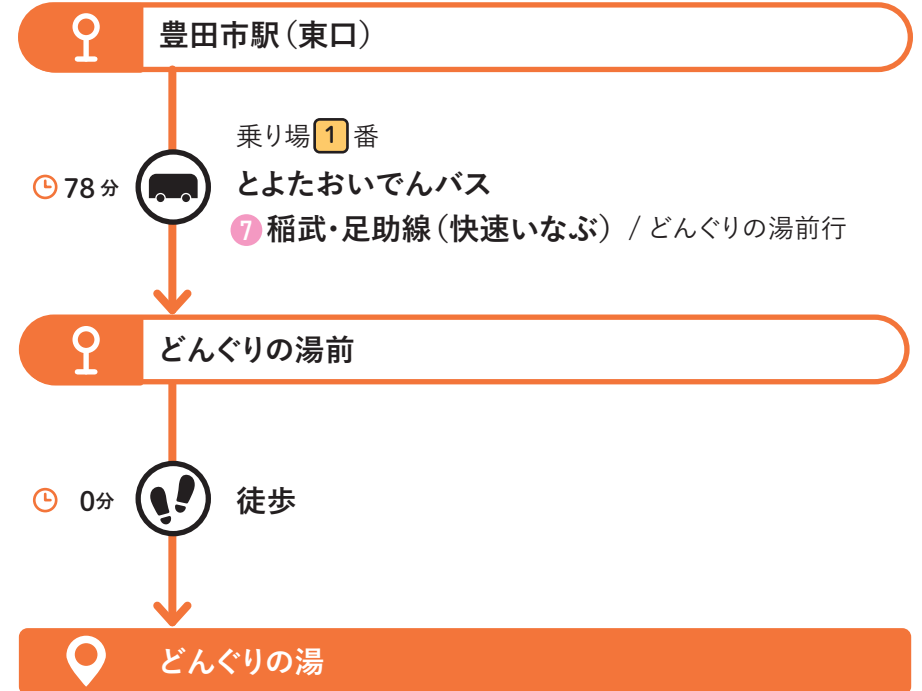 豊田市駅(東口)
乗り場1番
78分
とよたおいでんバス
7 稲武・足助線(快速いなぶ) / どんぐりの湯前行
どんぐりの湯前
0分 徒歩
どんぐりの湯